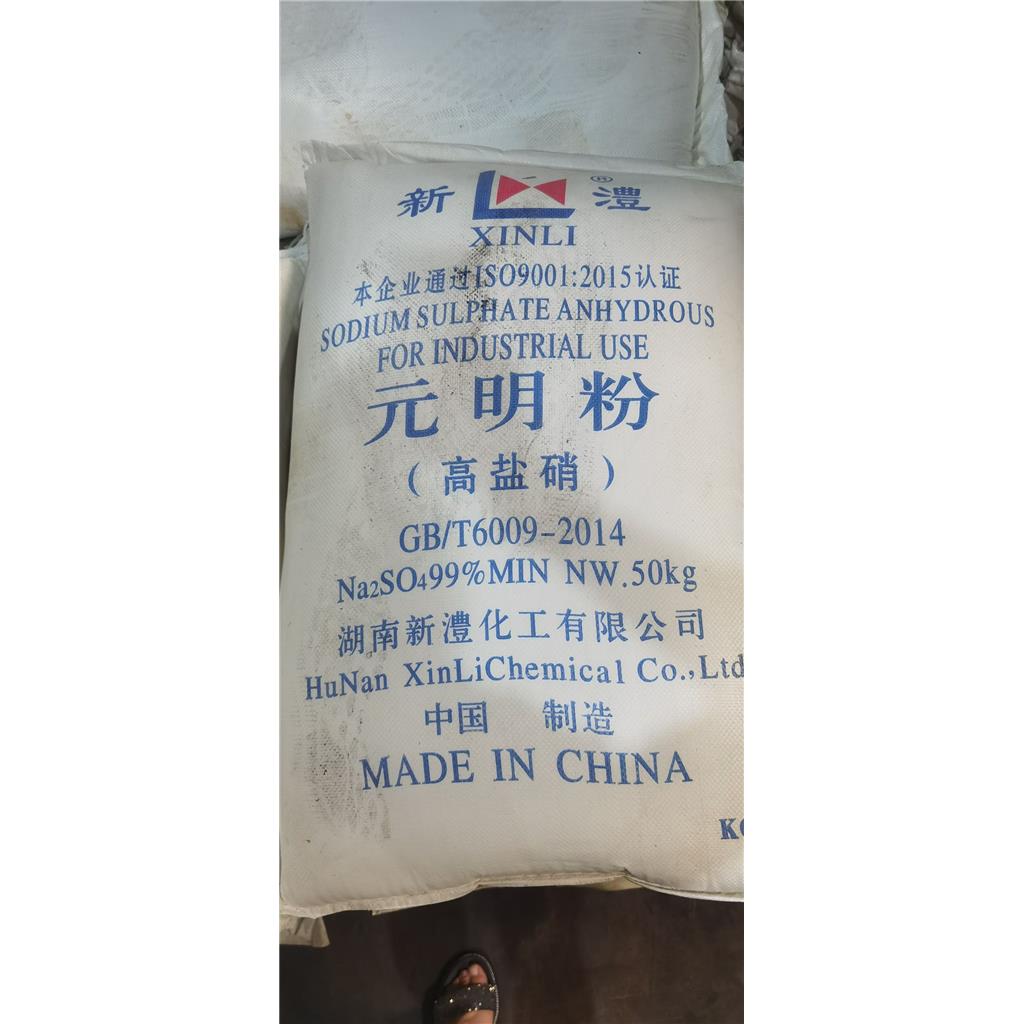 新 ® 澧
XINLI
本企业通过ISO9001:2015认证
SODIUM SULPHATE ANHYDROUS
FOR INDUSTRIAL USE
元明粉
(高盐硝)
GB/T6009-2014
Na₂SO₄99%MIN NW.50kg
湖南新澧化工有限公司
HuNan XinLiChemical Co.,Ltd
中国 制造
MADE IN CHINA